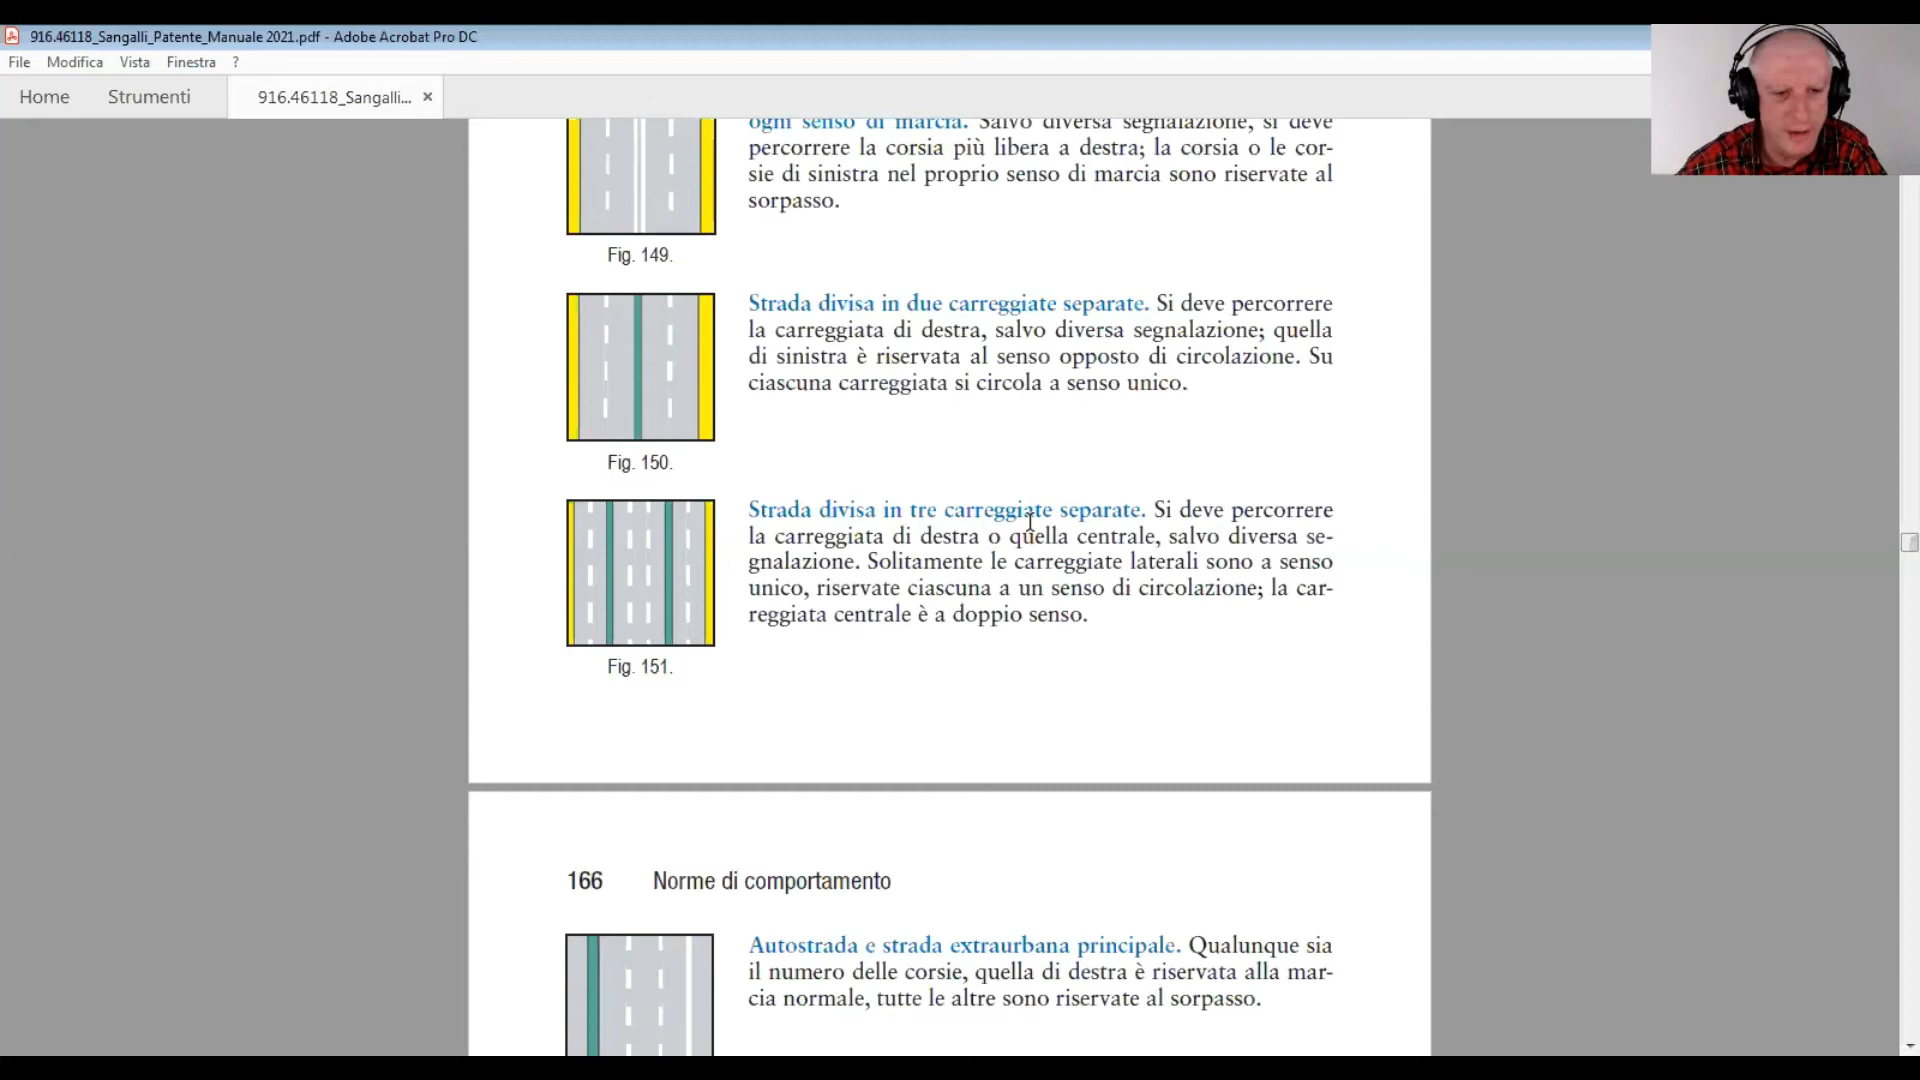 916.46118_Sangalli_Patente_Manuale 2021.pdf - Adobe Acrobat Pro DC
File Modifica Vista Finestra ?
Home Strumenti 916.46118_Sangalli... ×
ogni senso di marcia. Salvo diversa segnalazione, si deve
percorrere la corsia più libera a destra; la corsia o le cor-
sie di sinistra nel proprio senso di marcia sono riservate al
sorpasso.
Fig. 149.
Strada divisa in due carreggiate separate. Si deve percorrere
la carreggiata di destra, salvo diversa segnalazione; quella
di sinistra è riservata al senso opposto di circolazione. Su
ciascuna carreggiata si circola a senso unico.
Fig. 150.
Strada divisa in tre carreggiate separate. Si deve percorrere
la carreggiata di destra o quella centrale, salvo diversa se-
gnalazione. Solitamente le carreggiate laterali sono a senso
unico, riservate ciascuna a un senso di circolazione; la car-
reggiata centrale è a doppio senso.
Fig. 151.
166 Norme di comportamento
Autostrada e strada extraurbana principale. Qualunque sia
il numero delle corsie, quella di destra è riservata alla mar-
cia normale, tutte le altre sono riservate al sorpasso.